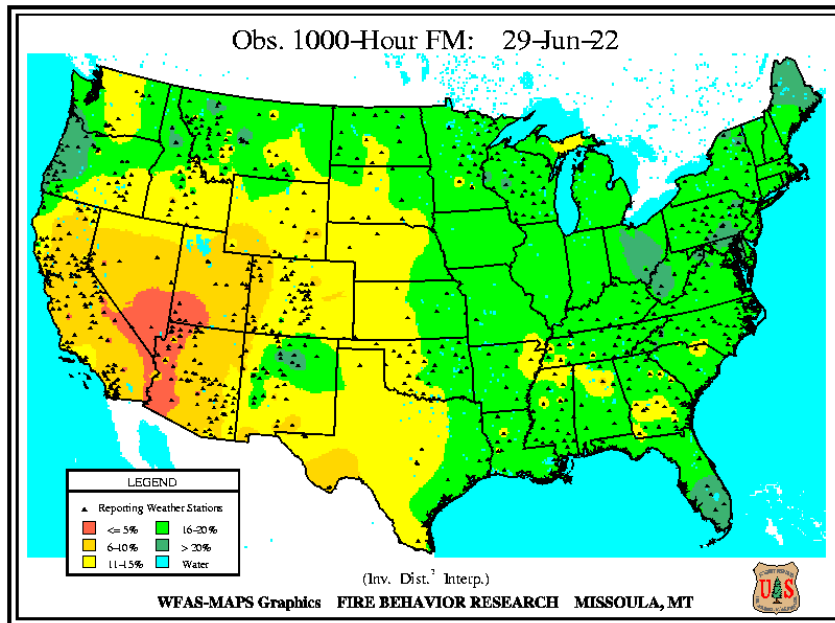 Obs. 1000-Hour FM: 29-Jun-22
LEGEND
Reporting Weather Stations
<= 5%
16-20%
6-10%
> 20%
11-15%
Water
(Inv. Dist.² Interp.)
WFAS-MAPS Graphics FIRE BEHAVIOR RESEARCH MISSOULA, MT
U S